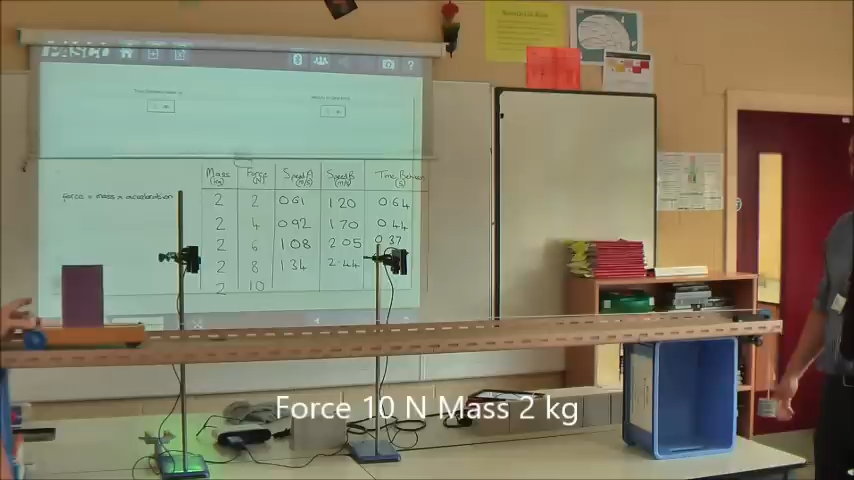 PASCO
?
Mass Force Speed A Speed B Time Between
(kg) (N) (m/s) (m/s) (s)
force = mass x acceleration
2 2 0.61 1.20 0.64
2 4 0.92 1.70 0.44
2 6 1.08 2.05 0.37
2 8 1.34 2.44
2 10
Force 10 N Mass 2 kg